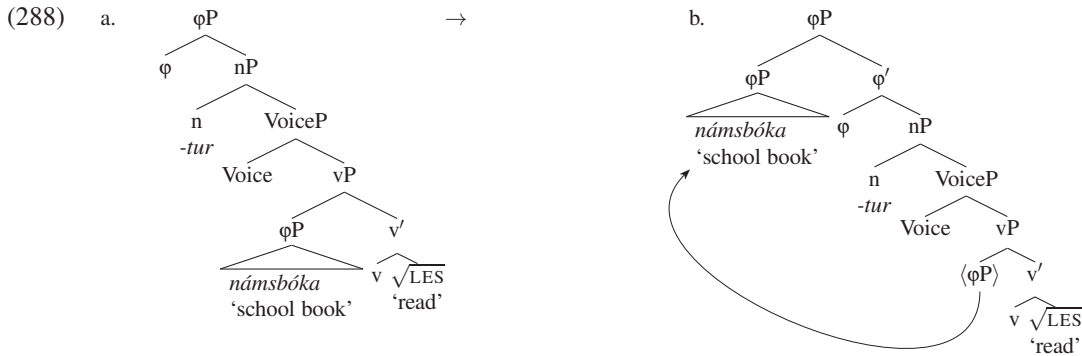 (288) a. φP → b. φP
φ nP φP φ′
n VoiceP námsbóka φ nP
-tur ‘school book’
Voice vP n VoiceP
-tur
φP v′ Voice vP
námsbóka v √LES ⟨φP⟩ v′
‘school book’ ‘read’
v √LES
‘read’